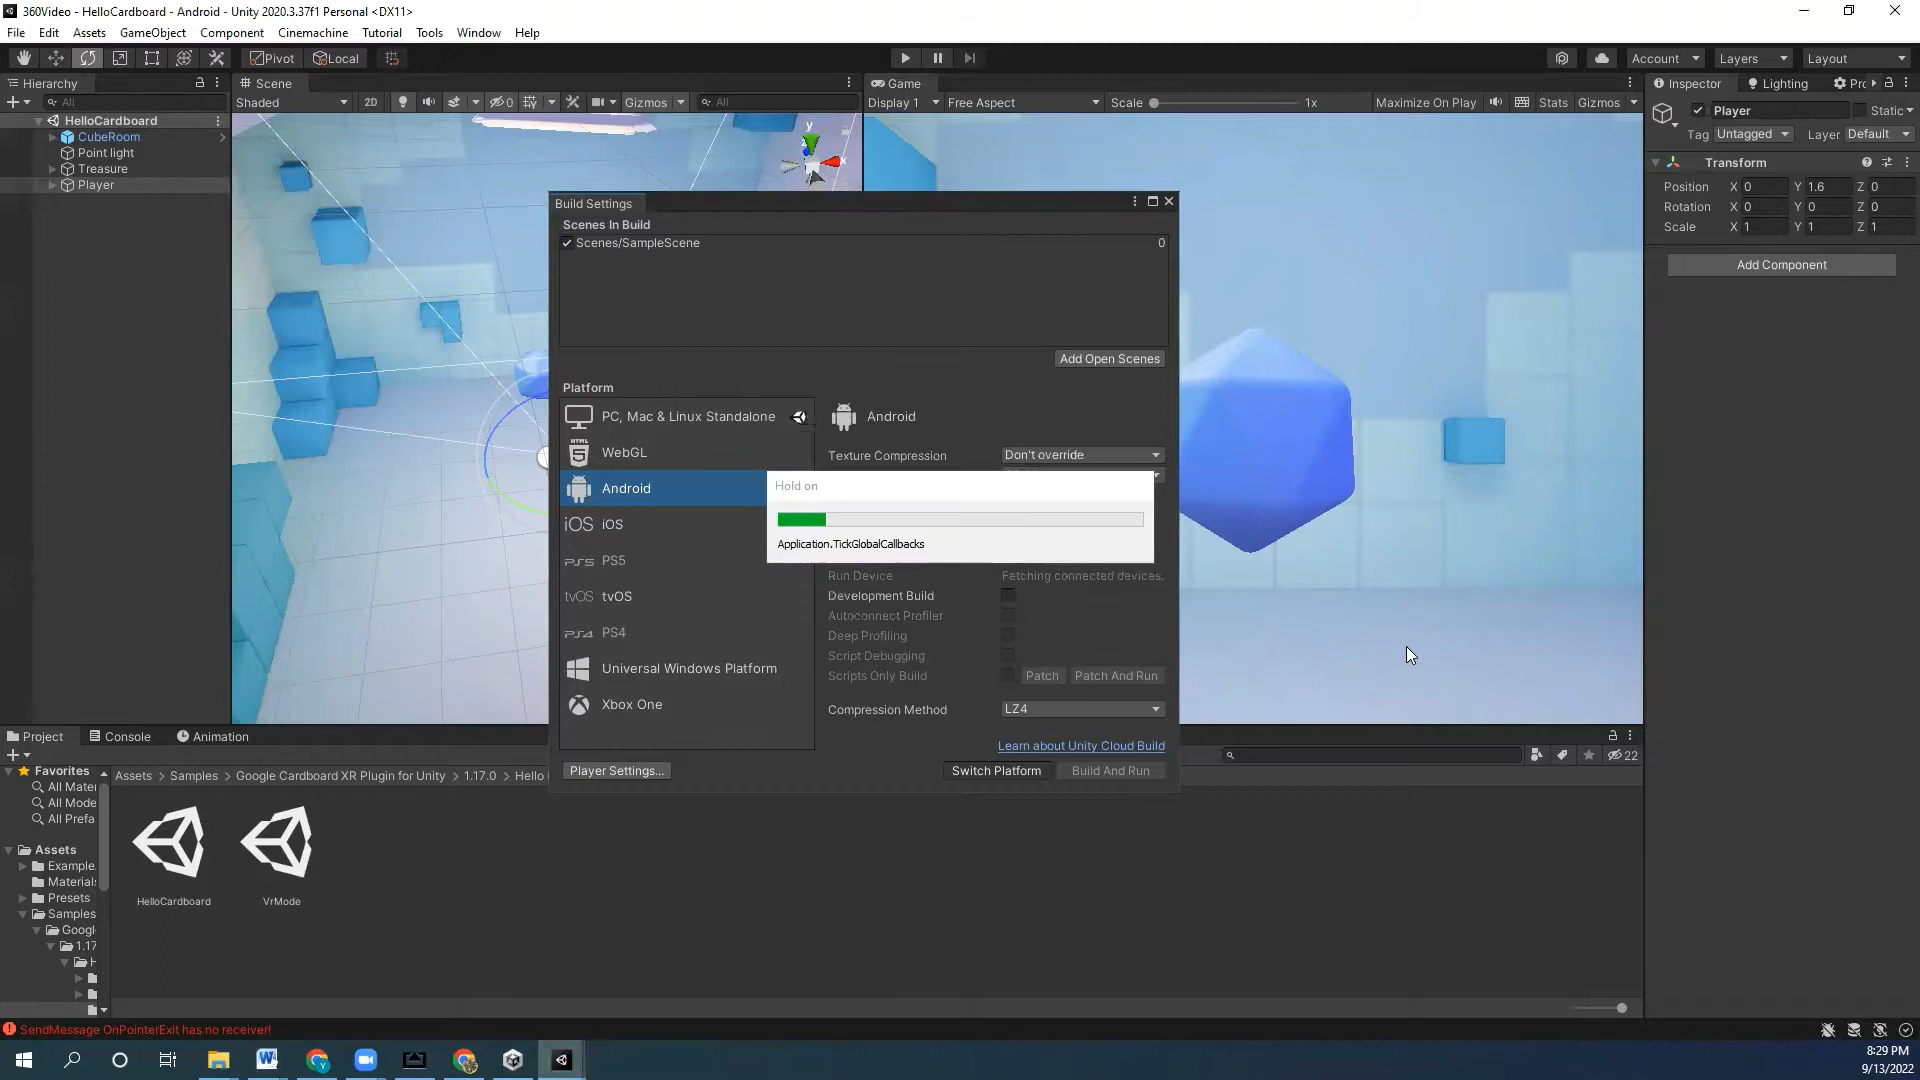 360Video - HelloCardboard - Android - Unity 2020.3.37f1 Personal <DX11>
File Edit Assets GameObject Component Cinemachine Tutorial Tools Window Help
Pivot Local Account Layers Layout
Hierarchy
All
HelloCardboard
CubeRoom
Point light
Treasure
Player
Scene
Shaded 2D 0 Gizmos All
y
x
Game
Display 1 Free Aspect Scale 1x Maximize On Play Stats Gizmos
Inspector Lighting
Player Static
Tag Untagged Layer Default
Transform
Position X 0 Y 1.6 Z 0
Rotation X 0 Y 0 Z 0
Scale X 1 Y 1 Z 1
Add Component
Build Settings
Scenes In Build
Scenes/SampleScene 0
Add Open Scenes
Platform
PC, Mac & Linux Standalone
HTML 5 WebGL
Android
iOS iOS
PS5 PS5
tvOS tvOS
PS4 PS4
Universal Windows Platform
Xbox One
Android
Texture Compression Don't override
Hold on
Application.TickGlobalCallbacks
Run Device Fetching connected devices.
Development Build
Autoconnect Profiler
Deep Profiling
Script Debugging
Scripts Only Build Patch Patch And Run
Compression Method LZ4
Learn about Unity Cloud Build
Player Settings... Switch Platform Build And Run
Project Console Animation
22
Favorites
All Mate
All Mode
All Prefa
Assets
Example
Material
Presets
Samples
Googl
1.17
H
Assets > Samples > Google Cardboard XR Plugin for Unity > 1.17.0 > Hello
HelloCardboard VrMode
SendMessage OnPointerExit has no receiver!
8:29 PM
9/13/2022